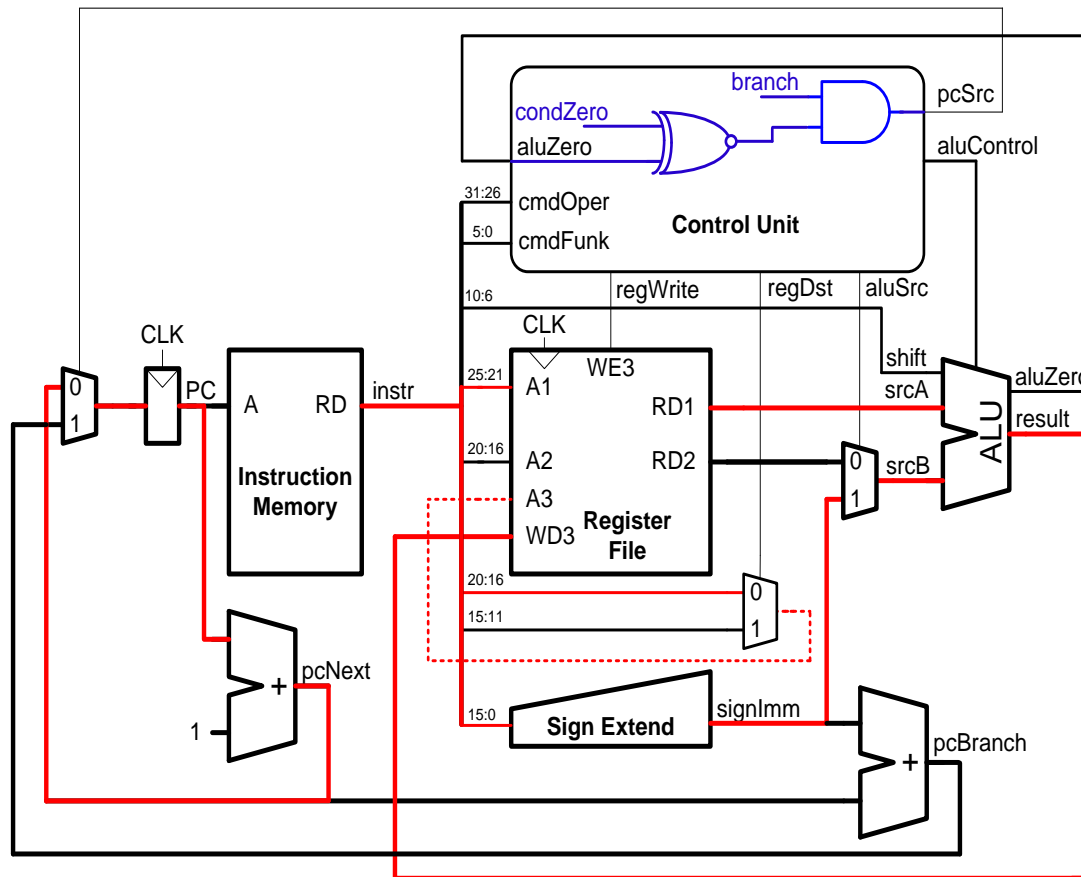 branch
pcSrc
condZero
aluZero
aluControl
31:26
cmdOper
Control Unit
5:0
cmdFunk
regWrite
regDst
aluSrc
10:6
CLK
CLK
shift
WE3
0
PC
instr
25:21
A1
srcA
aluZero
A
RD
RD1
result
1
ALU
20:16
A2
RD2
0
srcB
Instruction
Memory
A3
1
WD3
Register
File
20:16
0
15:11
1
pcNext
+
15:0
Sign Extend
signImm
1
pcBranch
+